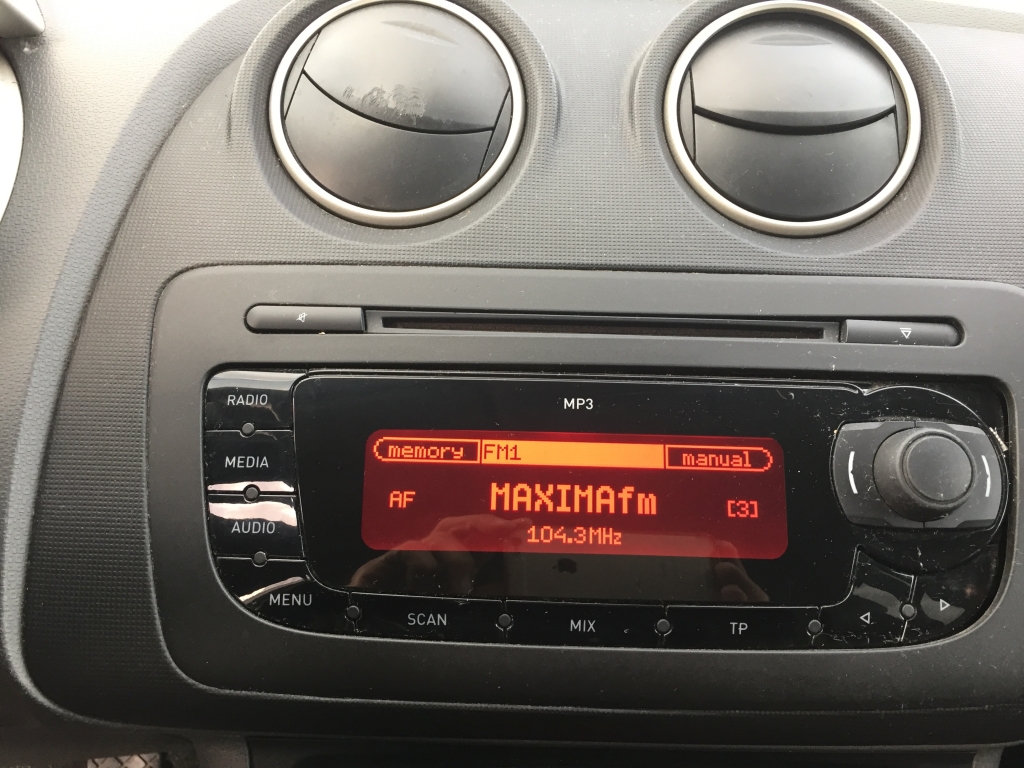 MP3
RADIO
memory FM1 manual
MEDIA
AF MAXIMAfm [3]
104.3MHz
AUDIO
MENU
SCAN MIX TP